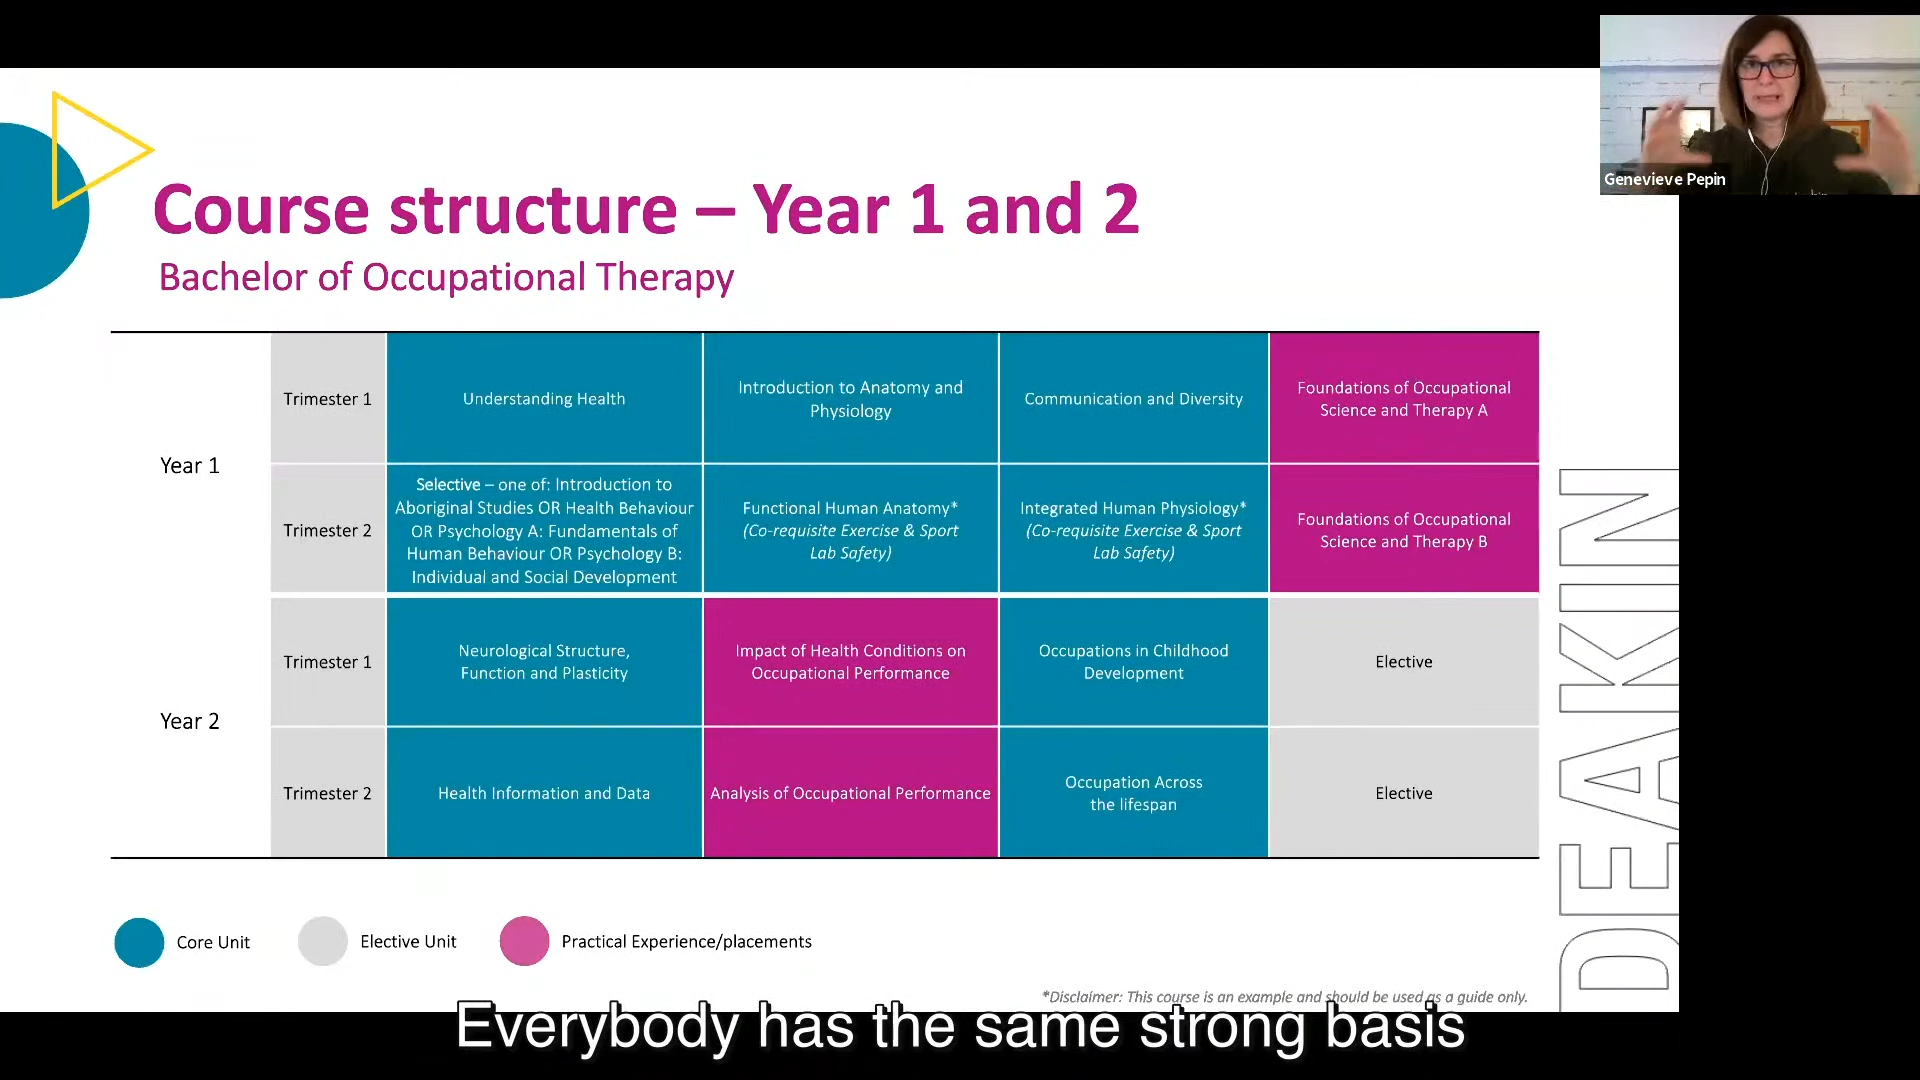 Genevieve Pepin
Course structure – Year 1 and 2
Bachelor of Occupational Therapy
Year 1
Trimester 1
Understanding Health
Introduction to Anatomy and
Physiology
Communication and Diversity
Foundations of Occupational
Science and Therapy A
Trimester 2
Selective – one of: Introduction to
Aboriginal Studies OR Health Behaviour
OR Psychology A: Fundamentals of
Human Behaviour OR Psychology B:
Individual and Social Development
Functional Human Anatomy*
(Co-requisite Exercise & Sport
Lab Safety)
Integrated Human Physiology*
(Co-requisite Exercise & Sport
Lab Safety)
Foundations of Occupational
Science and Therapy B
Year 2
Trimester 1
Neurological Structure,
Function and Plasticity
Impact of Health Conditions on
Occupational Performance
Occupations in Childhood
Development
Elective
Trimester 2
Health Information and Data
Analysis of Occupational Performance
Occupation Across
the lifespan
Elective
Core Unit
Elective Unit
Practical Experience/placements
*Disclaimer: This course is an example and should be used as a guide only.
DEAKIN
Everybody has the same strong basis